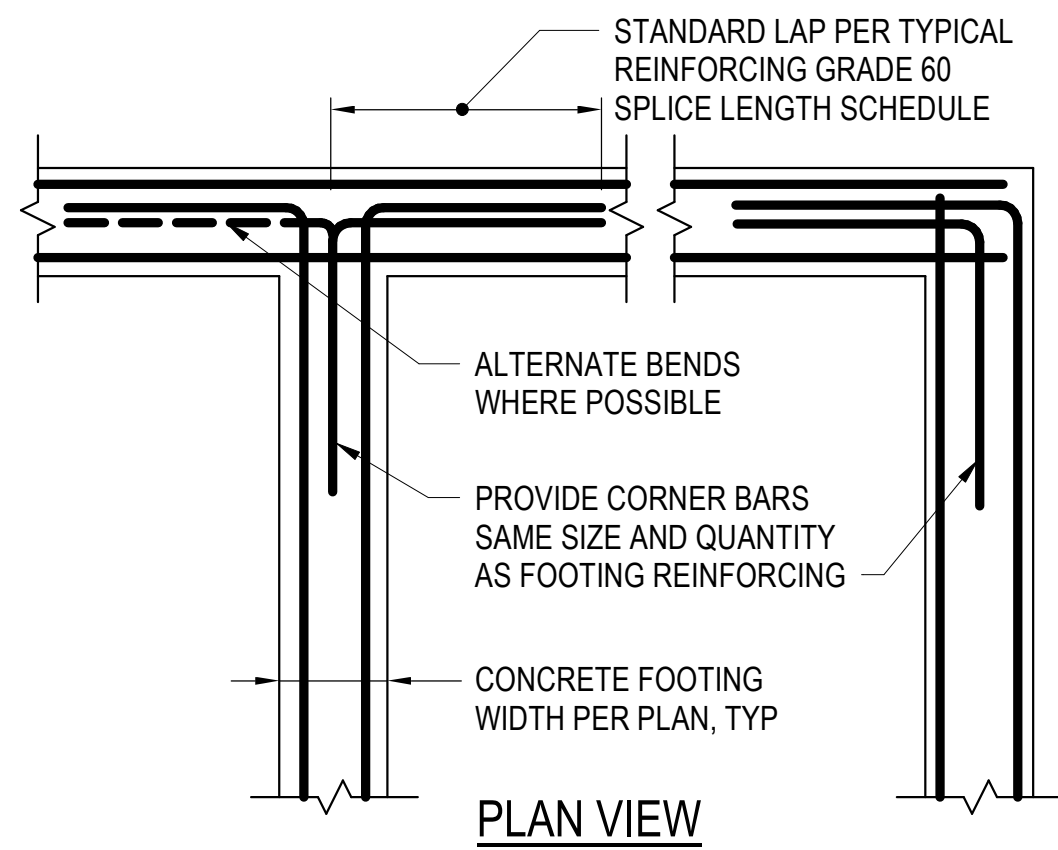 STANDARD LAP PER TYPICAL
REINFORCING GRADE 60
SPLICE LENGTH SCHEDULE
ALTERNATE BENDS
WHERE POSSIBLE
PROVIDE CORNER BARS
SAME SIZE AND QUANTITY
AS FOOTING REINFORCING
CONCRETE FOOTING
WIDTH PER PLAN, TYP
PLAN VIEW